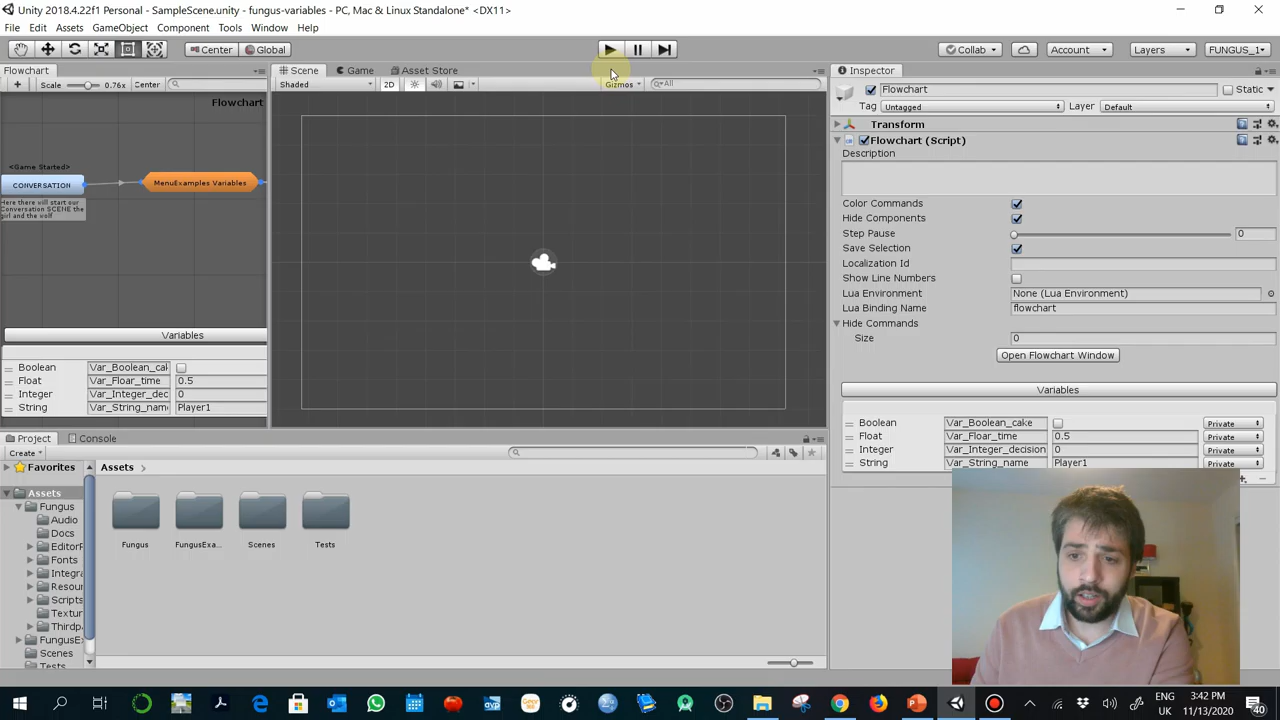 Unity 2018.4.22f1 Personal - SampleScene.unity - fungus-variables - PC, Mac & Linux Standalone* <DX11>
File Edit Assets GameObject Component Tools Window Help
Center Global Collab Account Layers FUNGUS_1
Flowchart
Scale 0.76x Center
Flowchart
<Game Started>
CONVERSATION
MenuExamples Variables
Here there will start our
Conversation SCENE the
girl and the wolf
Variables
Boolean Var_Boolean_cak
Float Var_Floar_time 0.5
Integer Var_Integer_dec 0
String Var_String_name Player1
Scene Game Asset Store
Shaded 2D Gizmos All
Inspector
Flowchart Static
Tag Untagged Layer Default
Transform
Flowchart (Script)
Description
Color Commands
Hide Components
Step Pause 0
Save Selection
Localization Id
Show Line Numbers
Lua Environment None (Lua Environment)
Lua Binding Name flowchart
Hide Commands
Size 0
Open Flowchart Window
Variables
Boolean Var_Boolean_cake Private
Float Var_Floar_time 0.5 Private
Integer Var_Integer_decision 0 Private
String Var_String_name Player1 Private
Project Console
Create
Favorites
Assets
Fungus
Audio
Docs
EditorR
Fonts
Integra
Resour
Scripts
Textur
Thirdp
FungusE
Scenes
Tests
Assets
Fungus FungusExa... Scenes Tests
ENG
UK
3:42 PM
11/13/2020
40